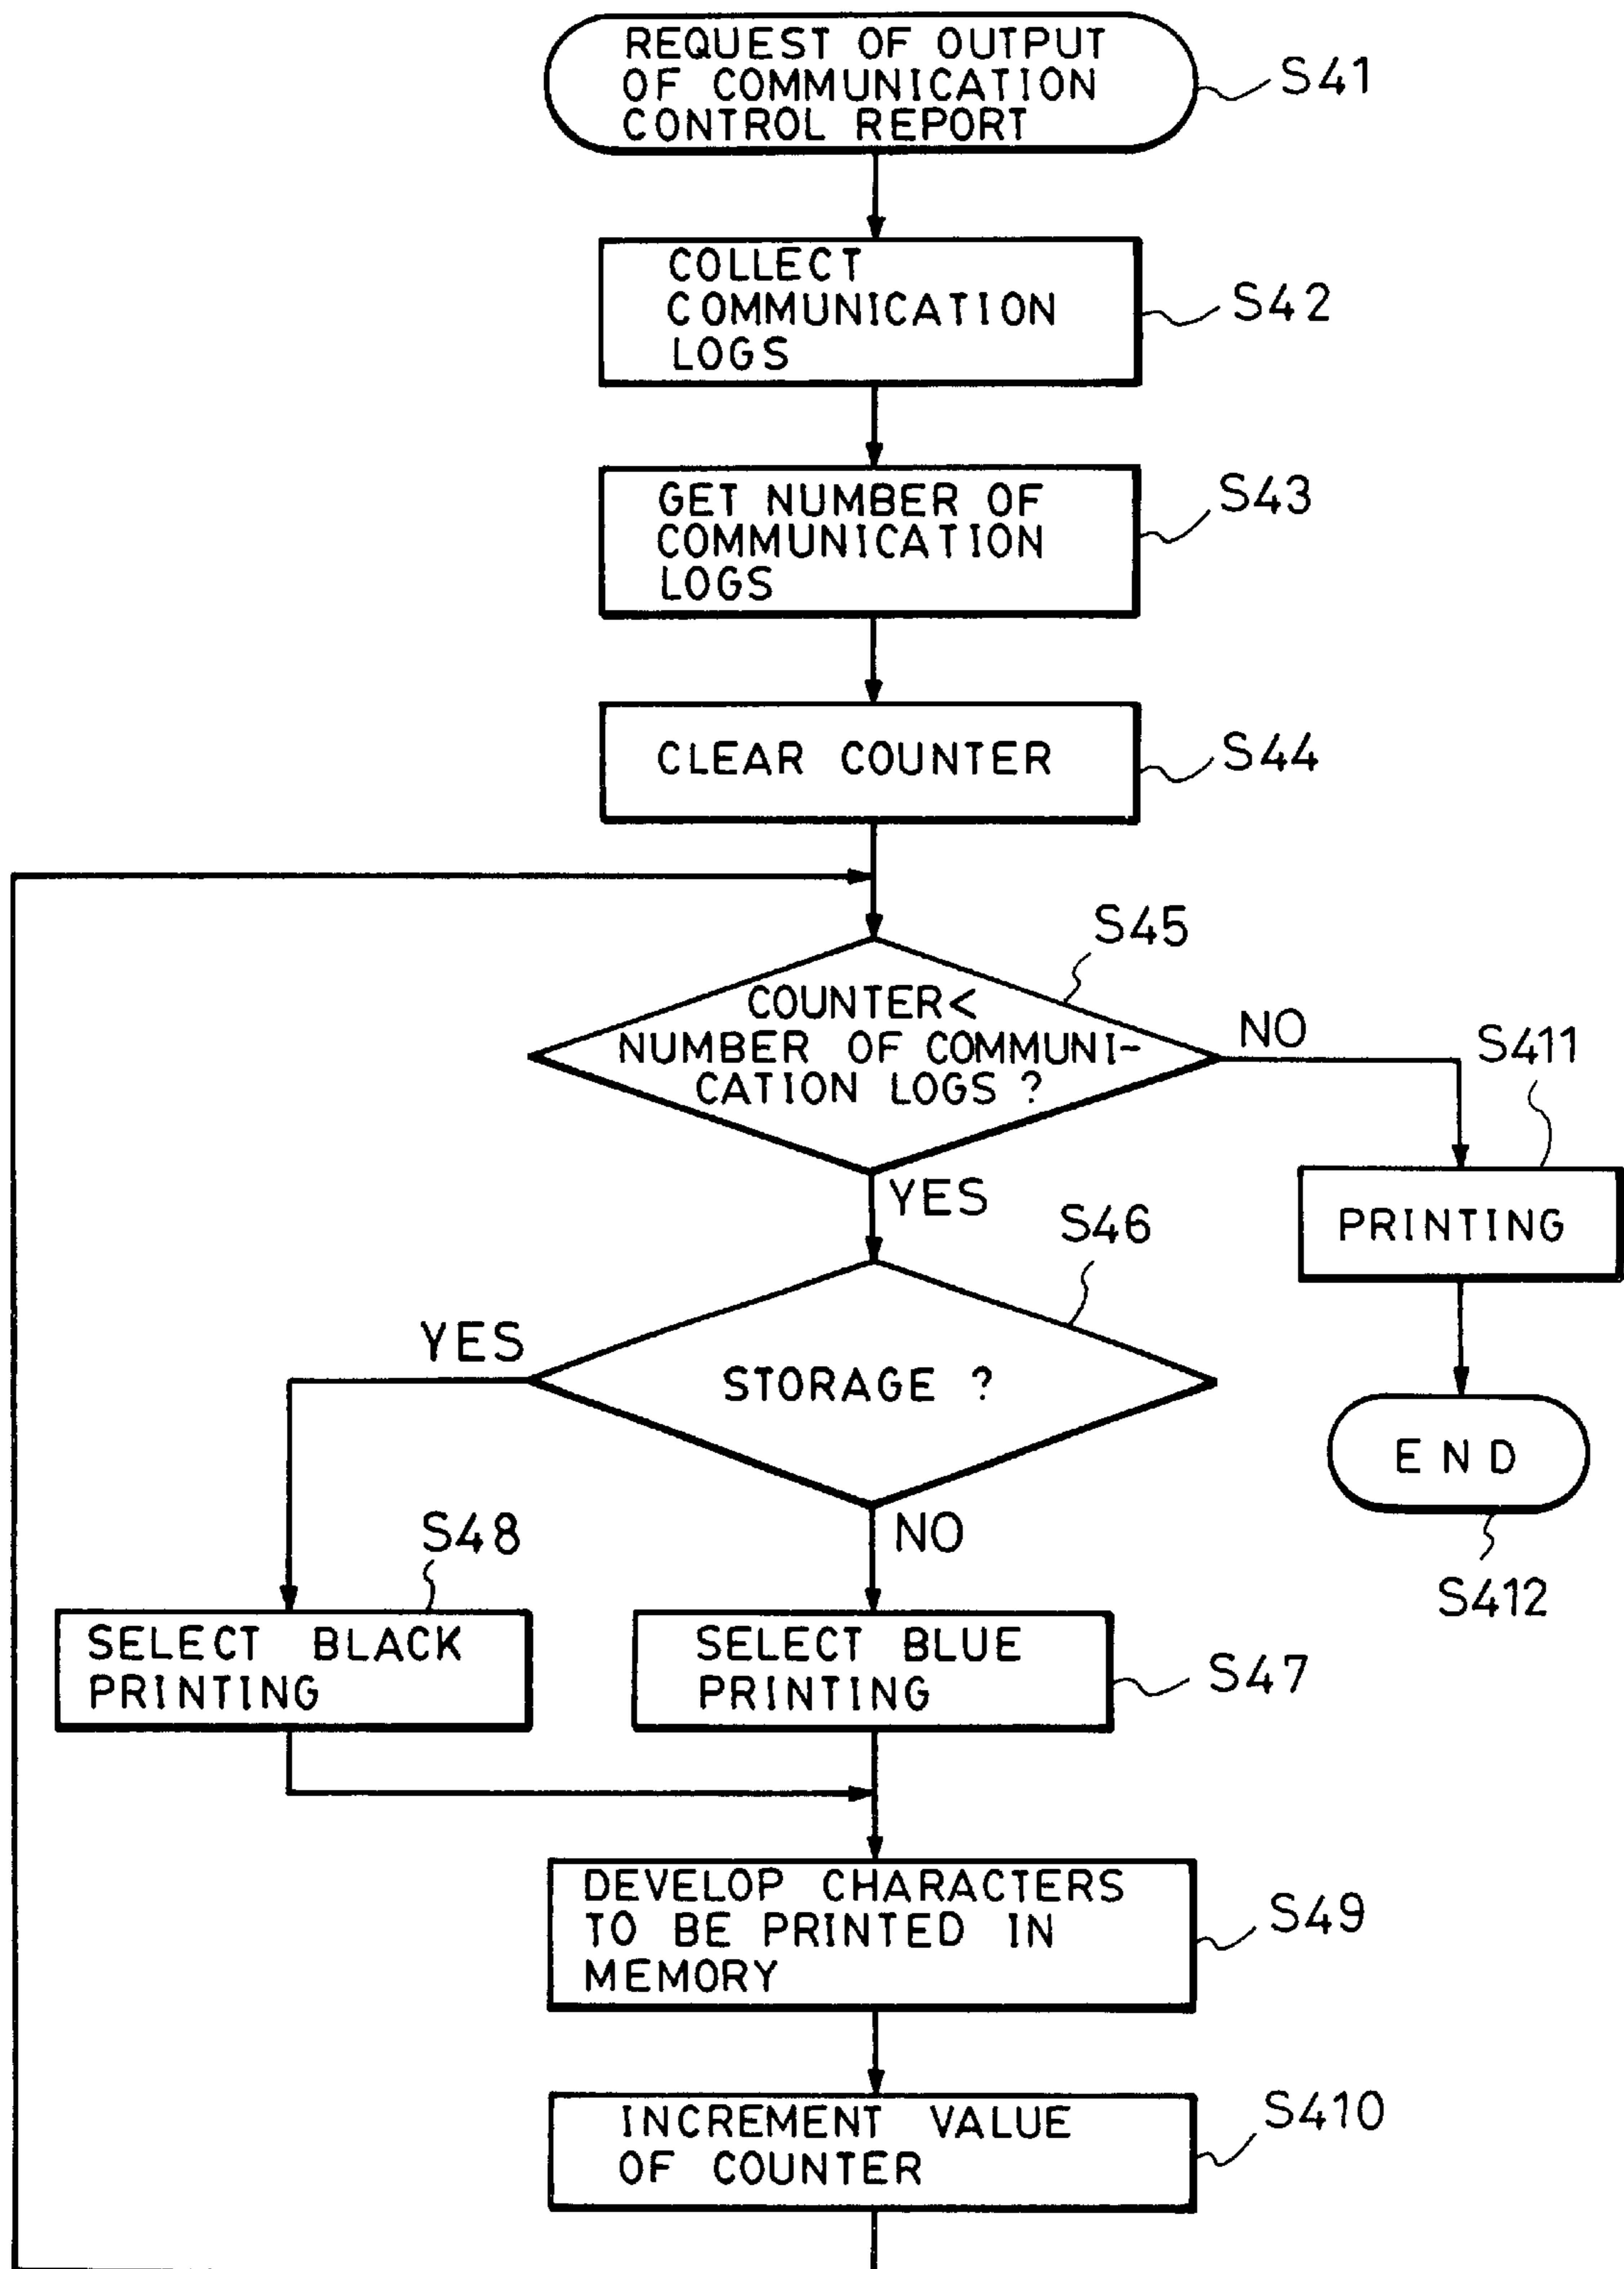 REQUEST OF OUTPUT
OF COMMUNICATION
CONTROL REPORT
S41
COLLECT
COMMUNICATION
LOGS
S42
GET NUMBER OF
COMMUNICATION
LOGS
S43
CLEAR COUNTER
S44
S45
COUNTER<
NUMBER OF COMMUNI-
CATION LOGS ?
NO
S411
YES
PRINTING
S46
YES
STORAGE ?
END
NO
S412
S48
SELECT BLACK
PRINTING
SELECT BLUE
PRINTING
S47
DEVELOP CHARACTERS
TO BE PRINTED IN
MEMORY
S49
INCREMENT VALUE
OF COUNTER
S410